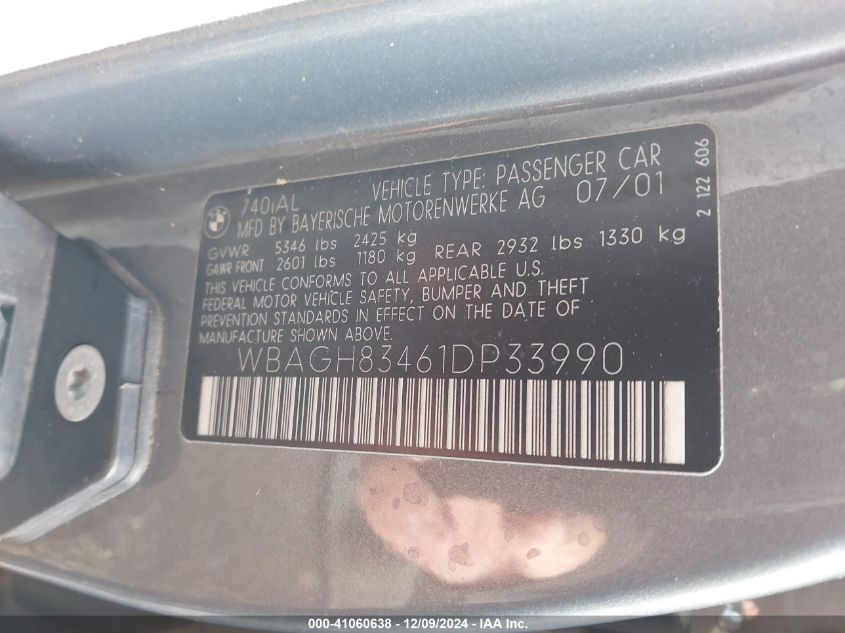 BMW
740iAL VEHICLE TYPE: PASSENGER CAR
MFD BY BAYERISCHE MOTORENWERKE AG 07/01
GVWR 5346 lbs 2425 kg
GAWR FRONT 2601 lbs 1180 kg REAR 2932 lbs 1330 kg
THIS VEHICLE CONFORMS TO ALL APPLICABLE U.S.
FEDERAL MOTOR VEHICLE SAFETY, BUMPER AND THEFT
PREVENTION STANDARDS IN EFFECT ON THE DATE OF
MANUFACTURE SHOWN ABOVE.
WBAGH83461DP33990
2 122 606
000-41060638 - 12/09/2024 - IAA Inc.